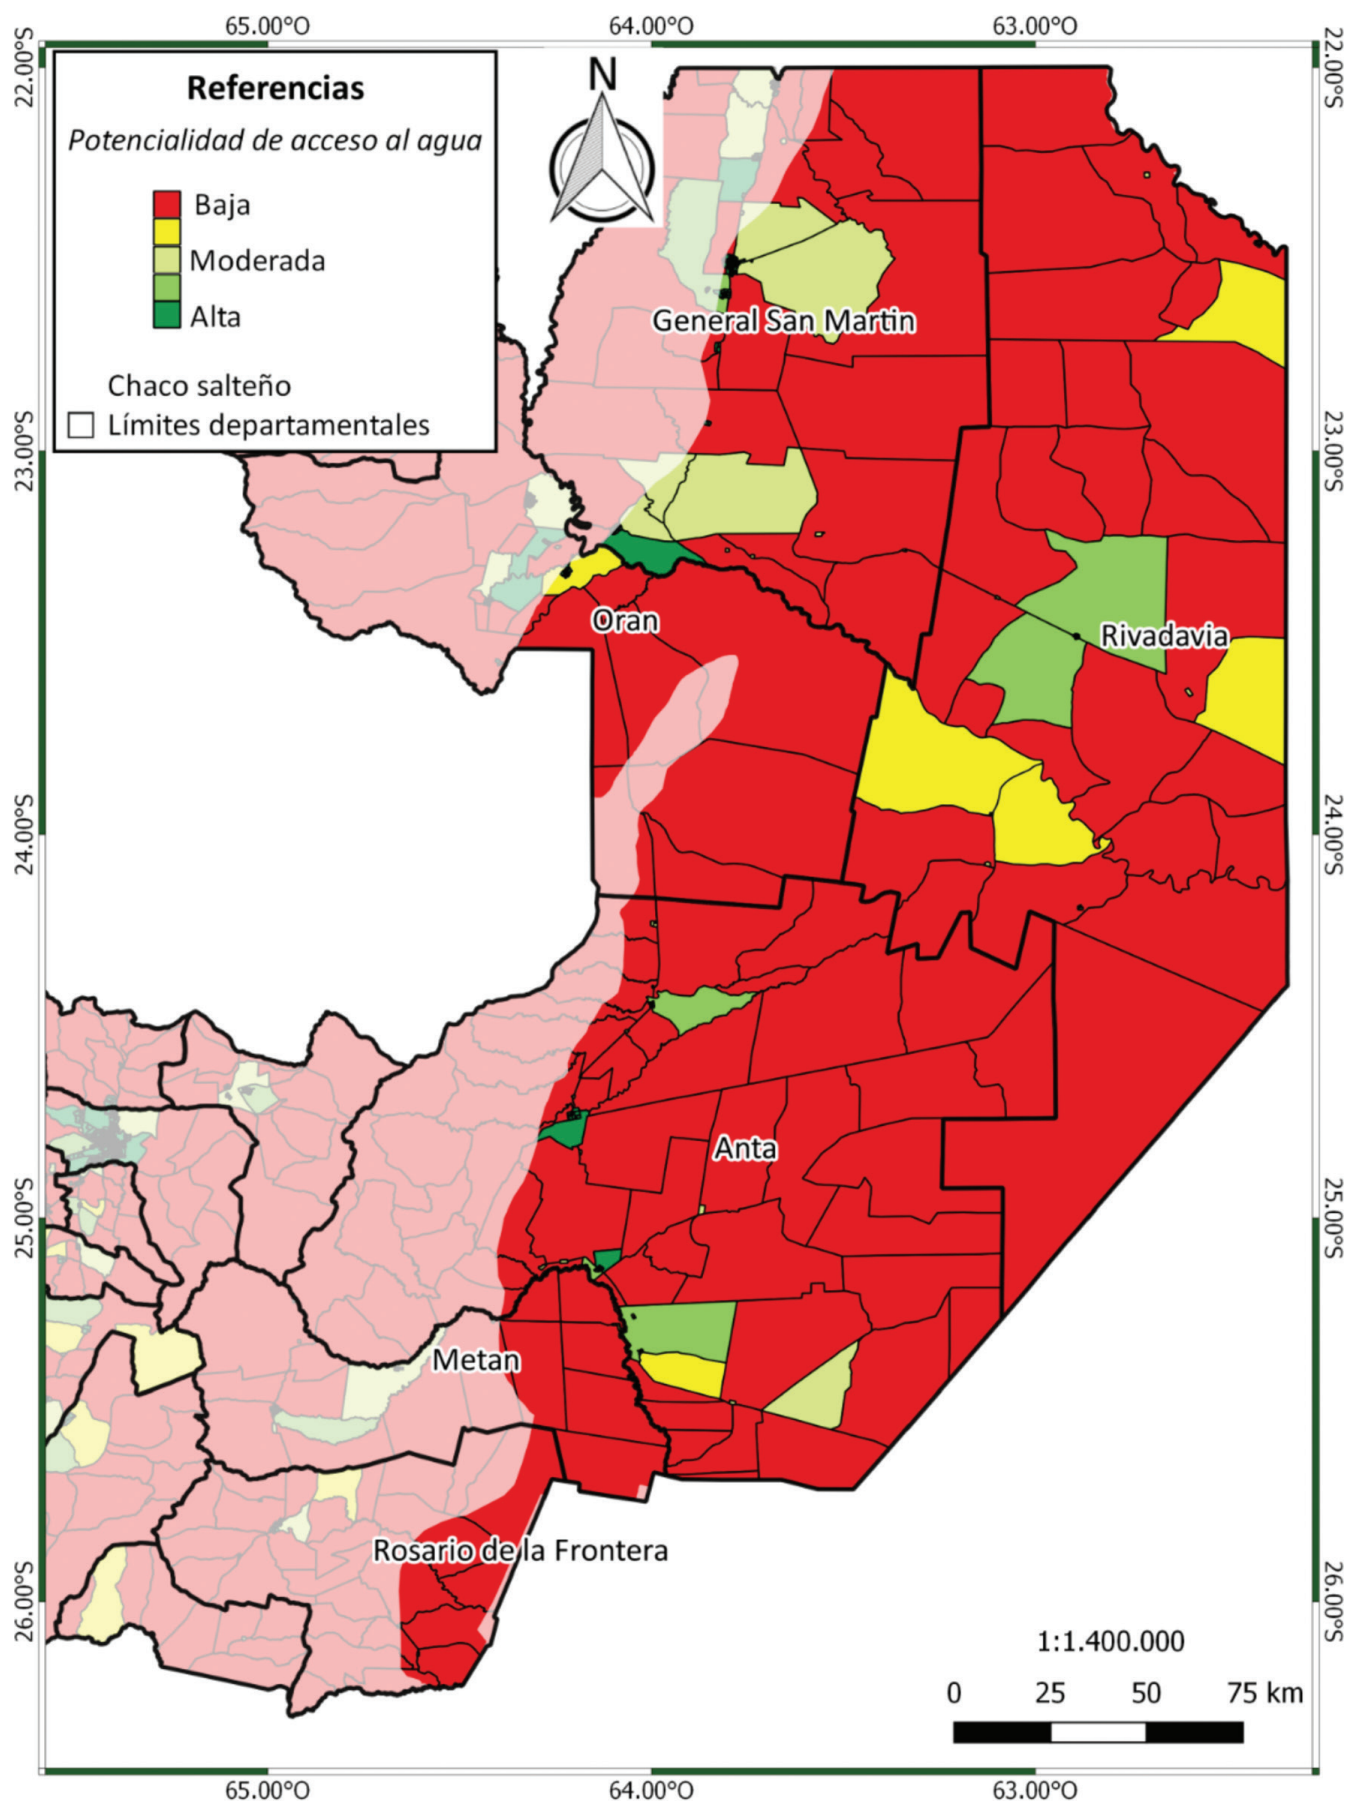 65.00°O 64.00°O 63.00°O
22.00°S 22.00°S
Referencias
Potencialidad de acceso al agua
Baja
Moderada
Alta
Chaco salteño
Límites departamentales
N
General San Martin
23.00°S 23.00°S
Oran
Rivadavia
24.00°S 24.00°S
Anta
25.00°S 25.00°S
Metan
Rosario de la Frontera
26.00°S 26.00°S
1:1.400.000
0 25 50 75 km
65.00°O 64.00°O 63.00°O